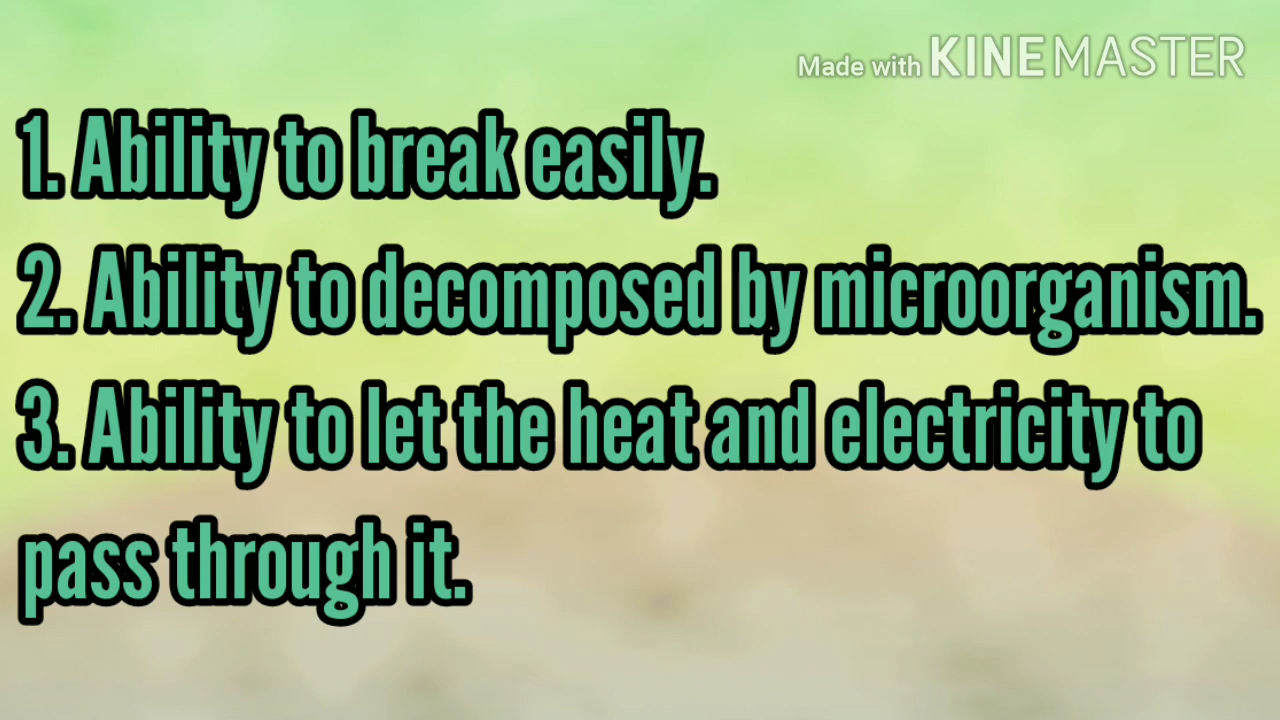 Made with KINEMASTER
1. Ability to break easily.
2. Ability to decomposed by microorganism.
3. Ability to let the heat and electricity to
pass through it.